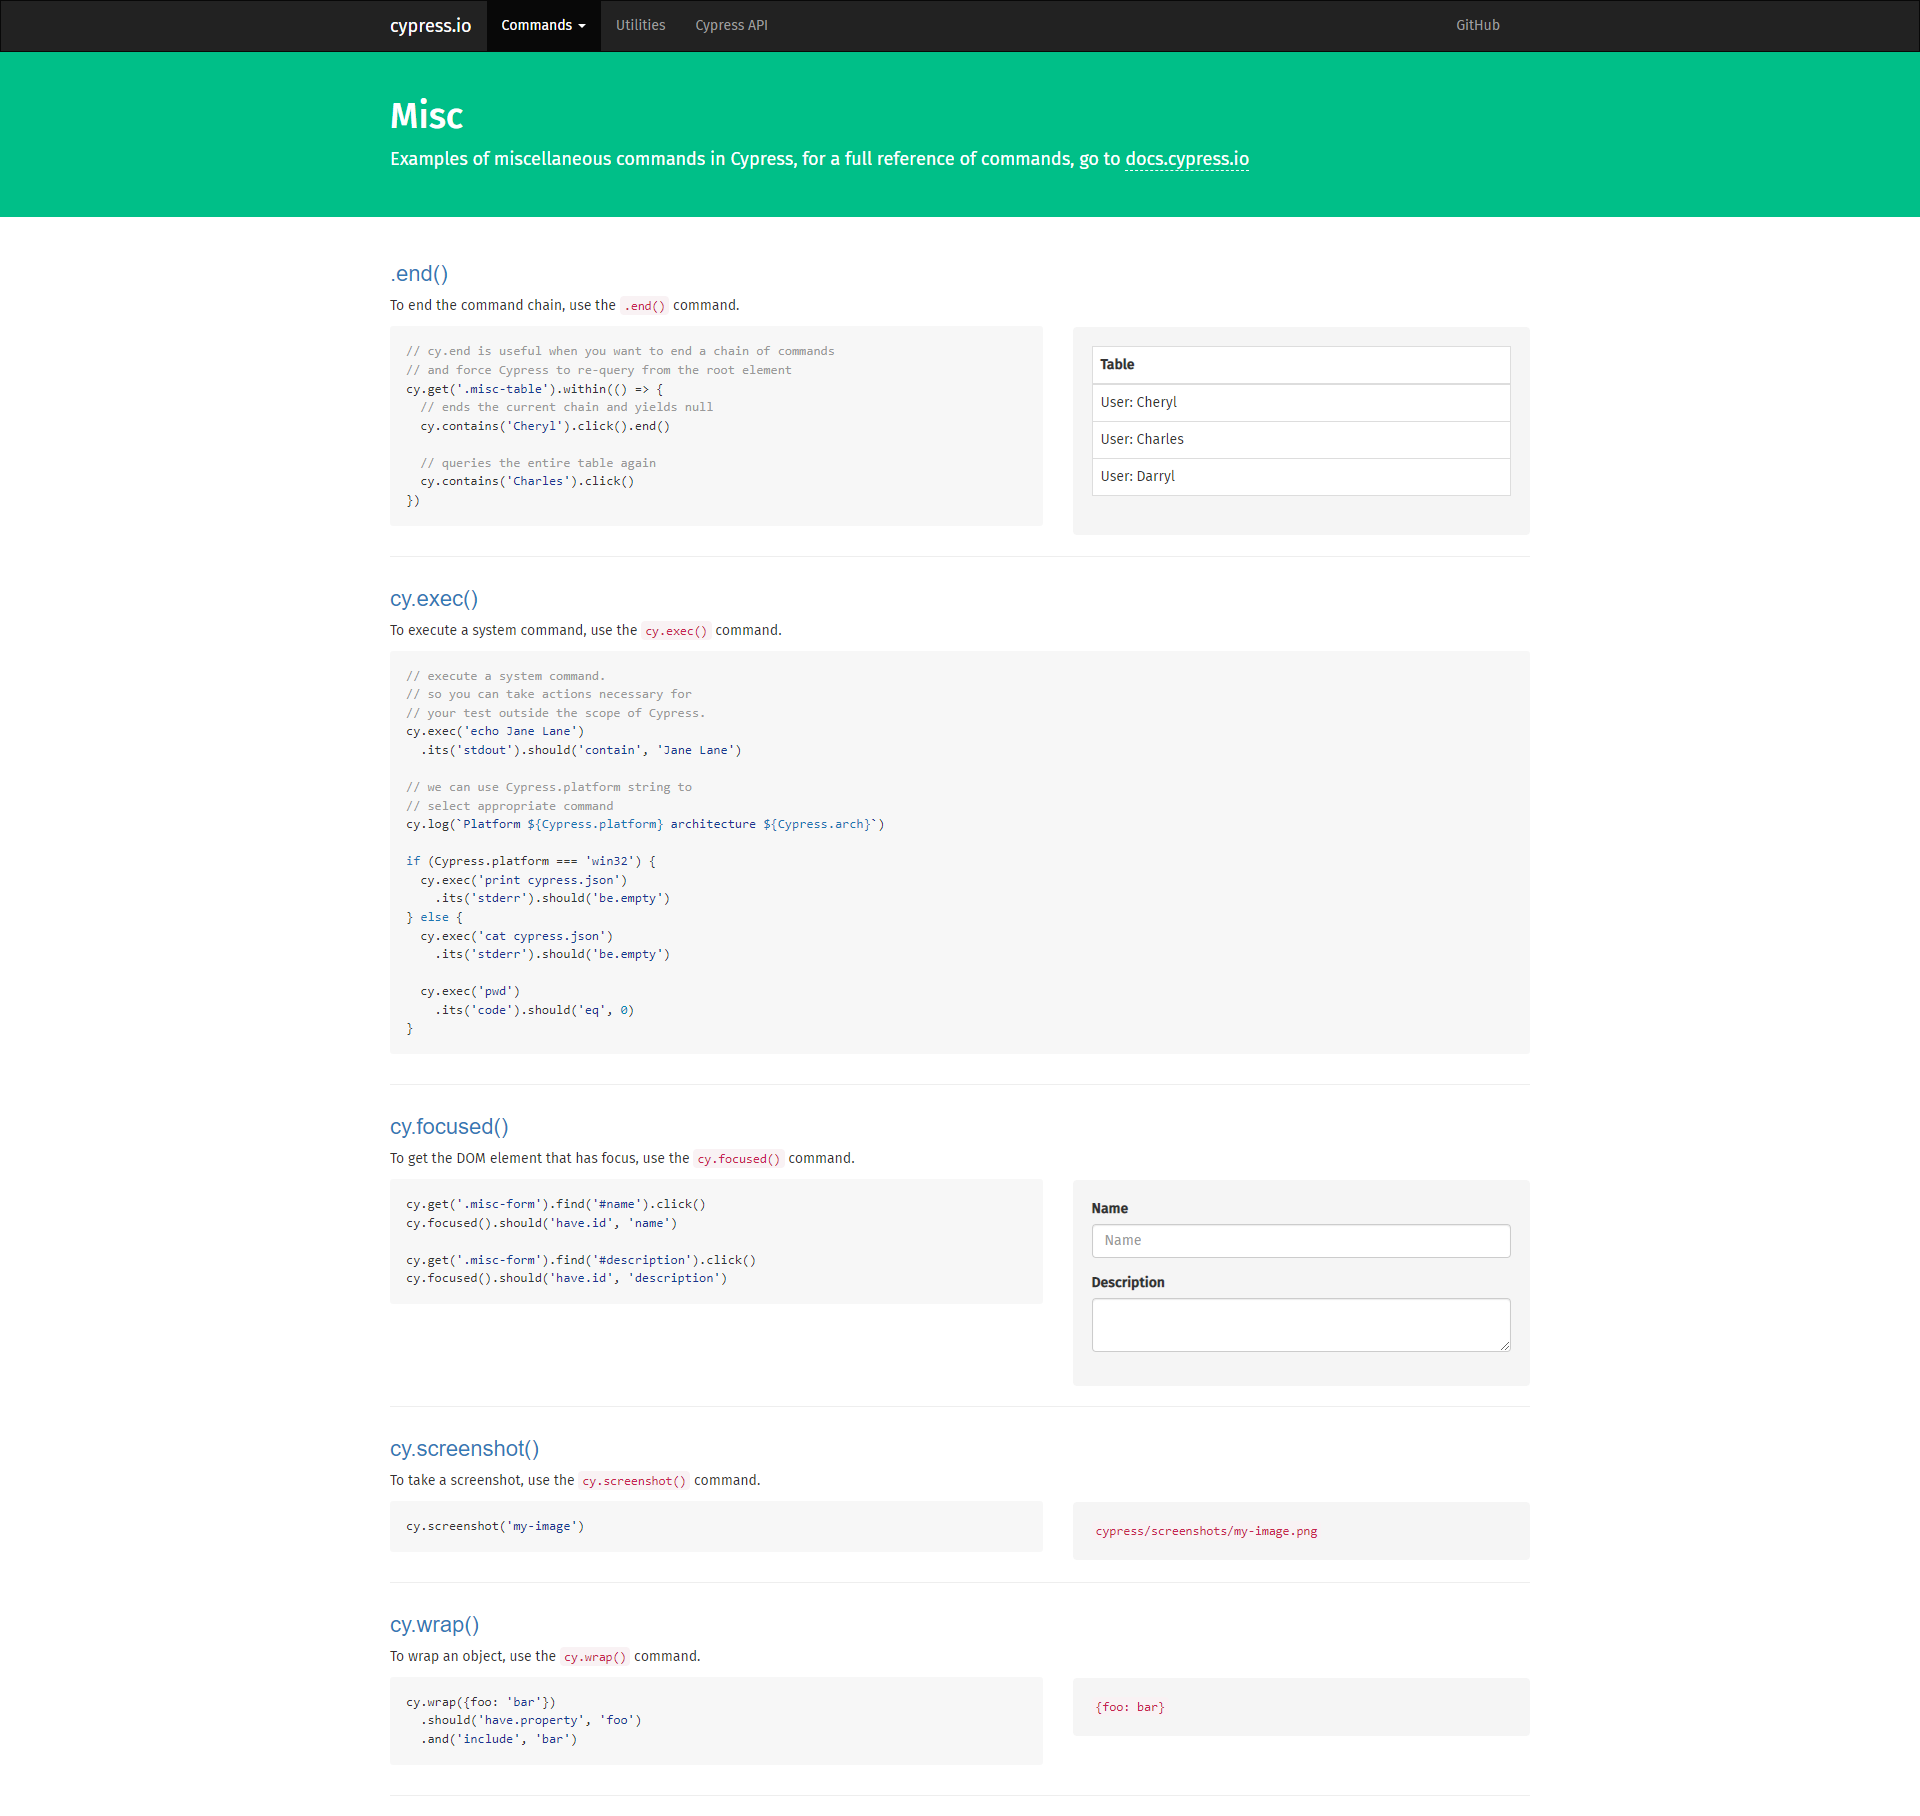 cypress.io Commands Utilities Cypress API GitHub
Misc
Examples of miscellaneous commands in Cypress, for a full reference of commands, go to docs.cypress.io
.end()
To end the command chain, use the .end() command.
// cy.end is useful when you want to end a chain of commands
// and force Cypress to re-query from the root element
cy.get('.misc-table').within(() => {
  // ends the current chain and yields null
  cy.contains('Cheryl').click().end()
  // queries the entire table again
  cy.contains('Charles').click()
})
Table
User: Cheryl
User: Charles
User: Darryl
cy.exec()
To execute a system command, use the cy.exec() command.
// execute a system command.
// so you can take actions necessary for
// your test outside the scope of Cypress.
cy.exec('echo Jane Lane')
  .its('stdout').should('contain', 'Jane Lane')
// we can use Cypress.platform string to
// select appropriate command
cy.log(`Platform ${Cypress.platform} architecture ${Cypress.arch}`)
if (Cypress.platform === 'win32') {
  cy.exec('print cypress.json')
    .its('stderr').should('be.empty')
} else {
  cy.exec('cat cypress.json')
    .its('stderr').should('be.empty')
  cy.exec('pwd')
    .its('code').should('eq', 0)
}
cy.focused()
To get the DOM element that has focus, use the cy.focused() command.
cy.get('.misc-form').find('#name').click()
cy.focused().should('have.id', 'name')
cy.get('.misc-form').find('#description').click()
cy.focused().should('have.id', 'description')
Name
Name
Description
cy.screenshot()
To take a screenshot, use the cy.screenshot() command.
cy.screenshot('my-image')
cypress/screenshots/my-image.png
cy.wrap()
To wrap an object, use the cy.wrap() command.
cy.wrap({foo: 'bar'})
  .should('have.property', 'foo')
  .and('include', 'bar')
{foo: bar}